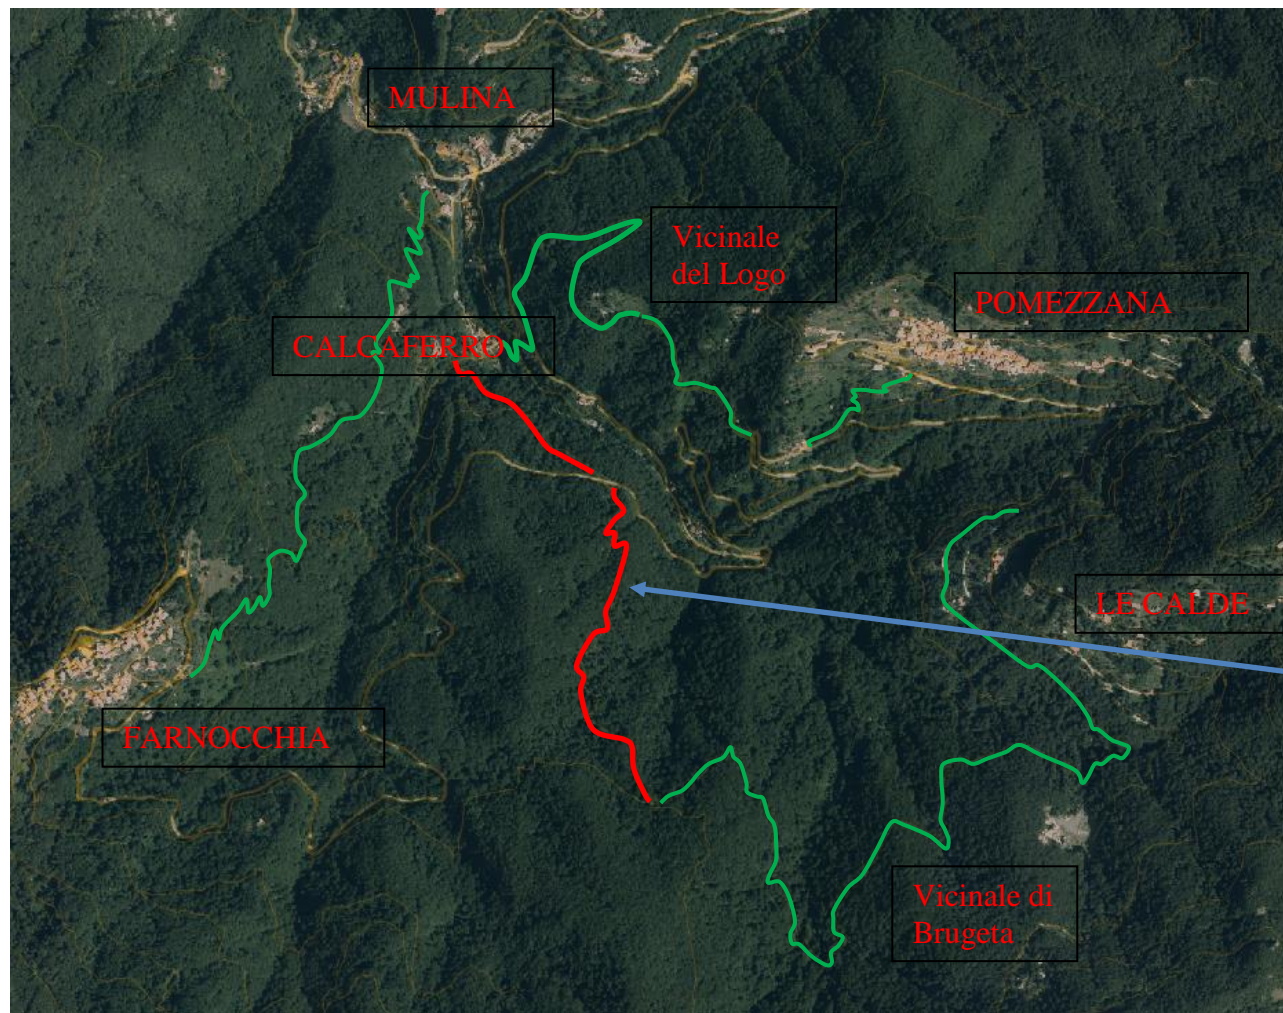 MULINA
Vicinale
del Logo
POMEZZANA
CALCAFERRO
LE CALDE
FARNOCCHIA
Vicinale di
Brugeta